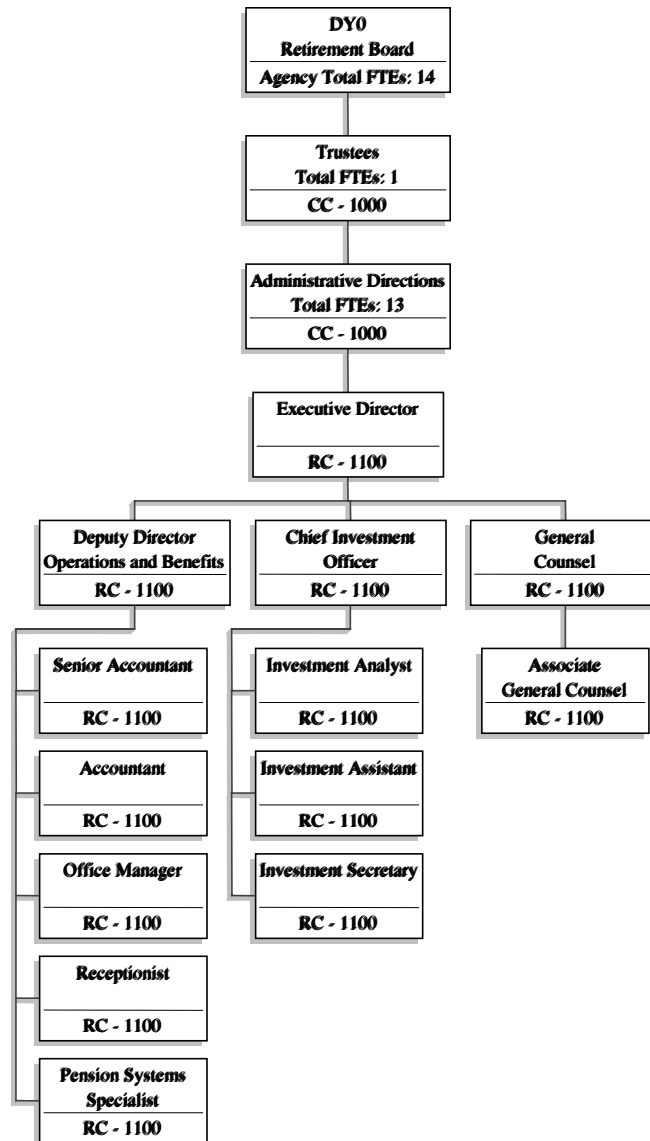 DY0
Retirement Board
Agency Total FTEs: 14
Trustees
Total FTEs: 1
CC - 1000
Administrative Directions
Total FTEs: 13
CC - 1000
Executive Director
RC - 1100
Deputy Director
Operations and Benefits
RC - 1100
Chief Investment
Officer
RC - 1100
General
Counsel
RC - 1100
Senior Accountant
RC - 1100
Investment Analyst
RC - 1100
Associate
General Counsel
RC - 1100
Accountant
RC - 1100
Investment Assistant
RC - 1100
Office Manager
RC - 1100
Investment Secretary
RC - 1100
Receptionist
RC - 1100
Pension Systems
Specialist
RC - 1100